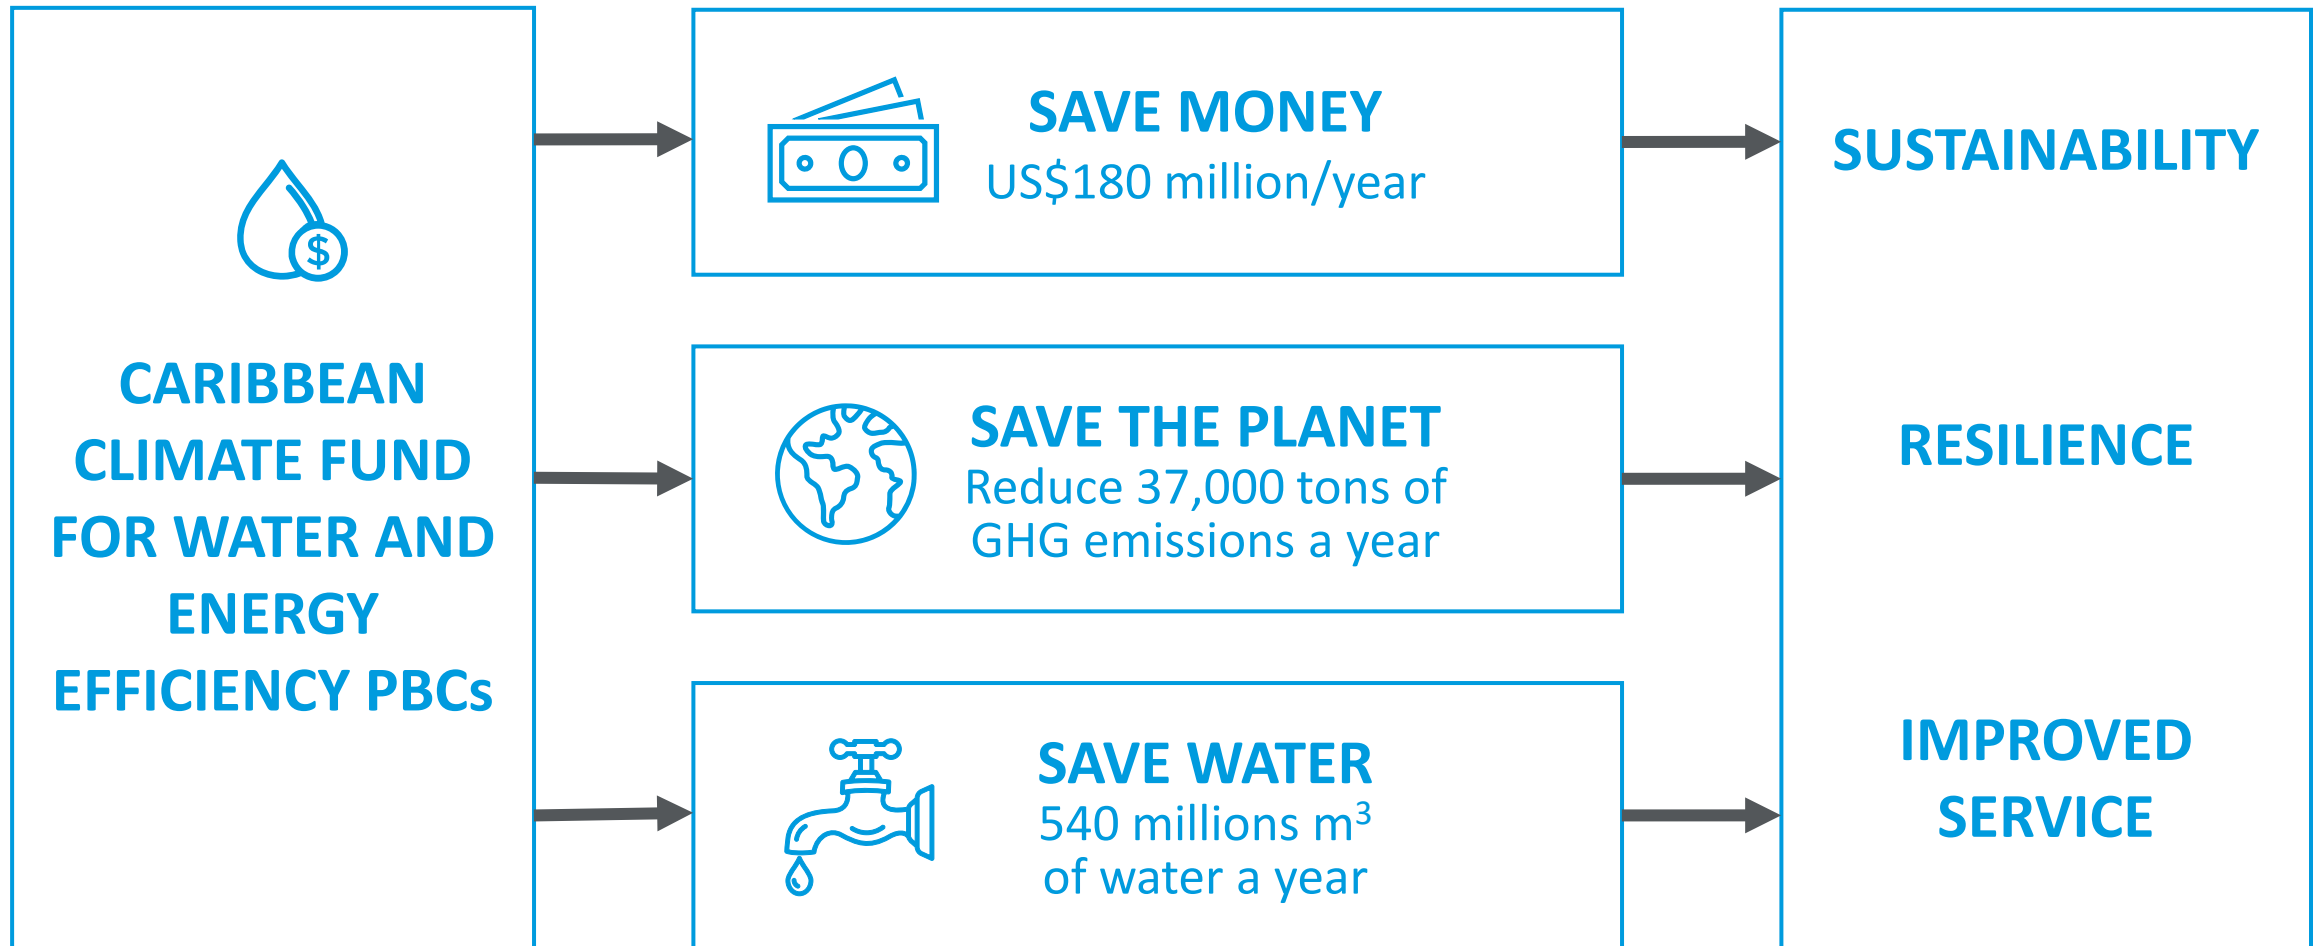 $
CARIBBEAN
CLIMATE FUND
FOR WATER AND
ENERGY
EFFICIENCY PBCs
SAVE MONEY
US$180 million/year
SAVE THE PLANET
Reduce 37,000 tons of
GHG emissions a year
SAVE WATER
540 millions m³
of water a year
SUSTAINABILITY
RESILIENCE
IMPROVED
SERVICE